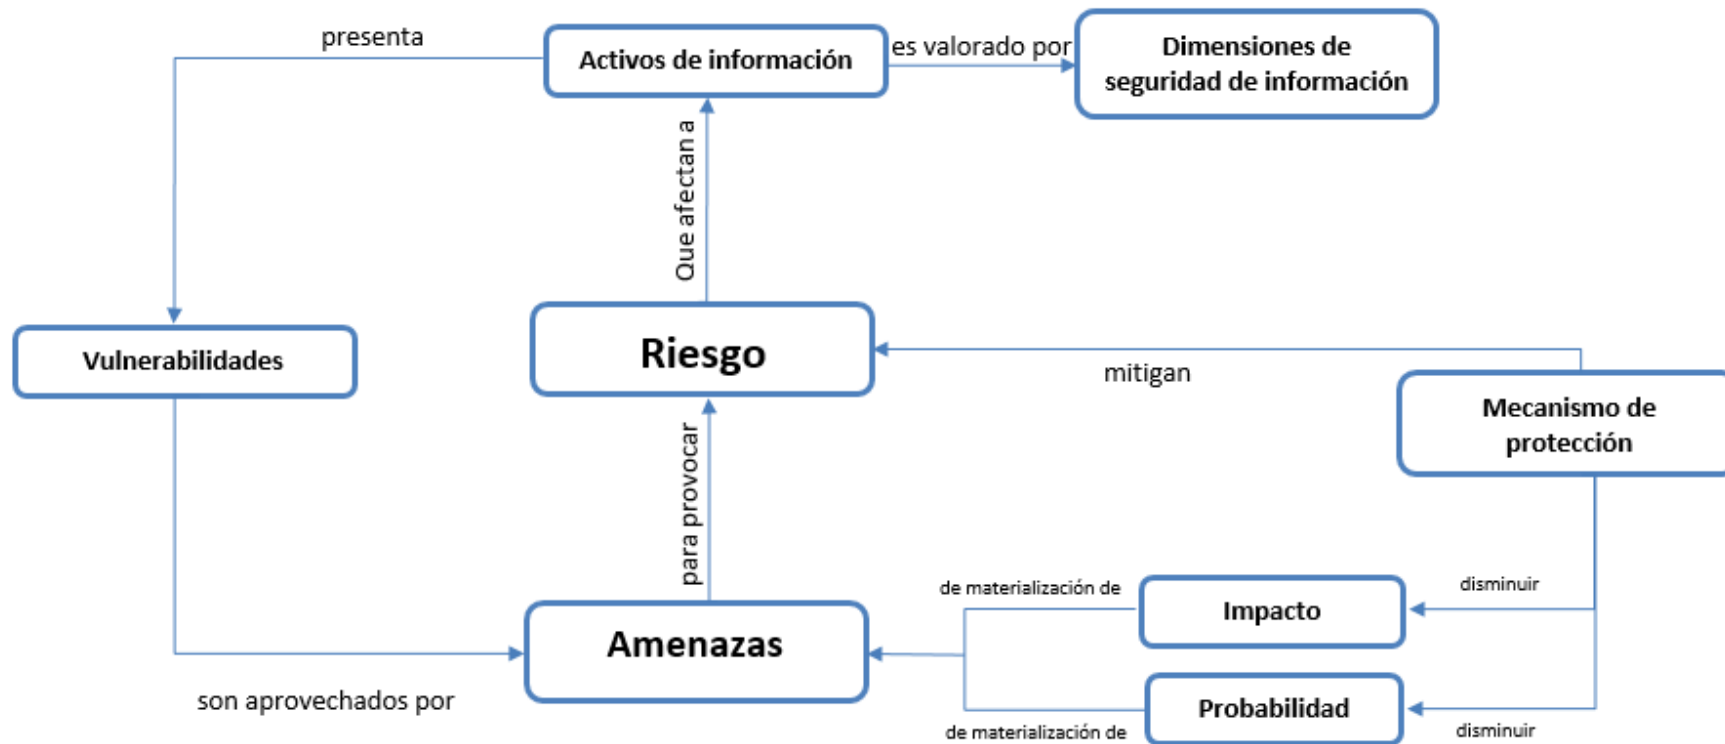 presenta
Activos de información
es valorado por
Dimensiones de
seguridad de información
Que afectan a
Vulnerabilidades
Riesgo
mitigan
Mecanismo de
protección
para provocar
de materialización de
Impacto
disminuir
Amenazas
son aprovechados por
Probabilidad
de materialización de
disminuir